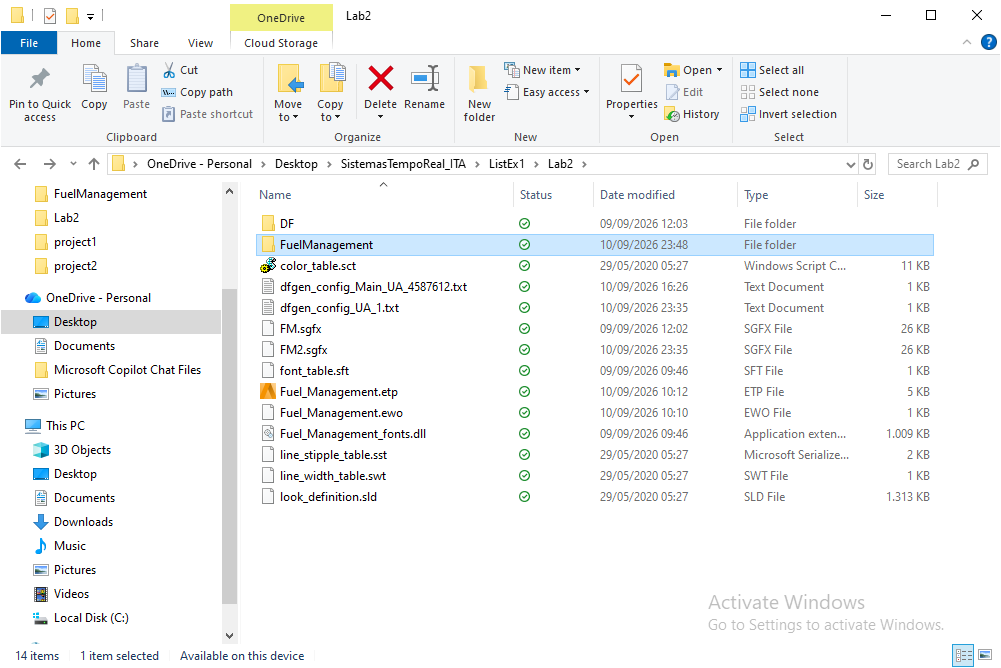 OneDrive Lab2
File Home Share View Cloud Storage
Pin to Quick access
Copy
Paste
Cut
Copy path
Paste shortcut
Clipboard
Move to
Copy to
Delete
Rename
Organize
New folder
New item
Easy access
New
Properties
Open
Edit
History
Open
Select all
Select none
Invert selection
Select
OneDrive - Personal Desktop SistemasTempoReal_ITA ListEx1 Lab2 Search Lab2
FuelManagement
Lab2
project1
project2
OneDrive - Personal
Desktop
Documents
Microsoft Copilot Chat Files
Pictures
This PC
3D Objects
Desktop
Documents
Downloads
Music
Pictures
Videos
Local Disk (C:)
Name Status Date modified Type Size
DF 09/09/2026 12:03 File folder
FuelManagement 10/09/2026 23:48 File folder
color_table.sct 29/05/2020 05:27 Windows Script C... 11 KB
dfgen_config_Main_UA_4587612.txt 10/09/2026 16:26 Text Document 1 KB
dfgen_config_UA_1.txt 10/09/2026 23:35 Text Document 1 KB
FM.sgfx 09/09/2026 12:02 SGFX File 26 KB
FM2.sgfx 10/09/2026 23:35 SGFX File 26 KB
font_table.sft 09/09/2026 09:46 SFT File 1 KB
Fuel_Management.etp 10/09/2026 10:12 ETP File 5 KB
Fuel_Management.ewo 10/09/2026 10:10 EWO File 1 KB
Fuel_Management_fonts.dll 09/09/2026 09:46 Application exten... 1.009 KB
line_stipple_table.sst 29/05/2020 05:27 Microsoft Serialize... 2 KB
line_width_table.swt 29/05/2020 05:27 SWT File 1 KB
look_definition.sld 29/05/2020 05:27 SLD File 1.313 KB
Activate Windows
Go to Settings to activate Windows.
14 items 1 item selected Available on this device